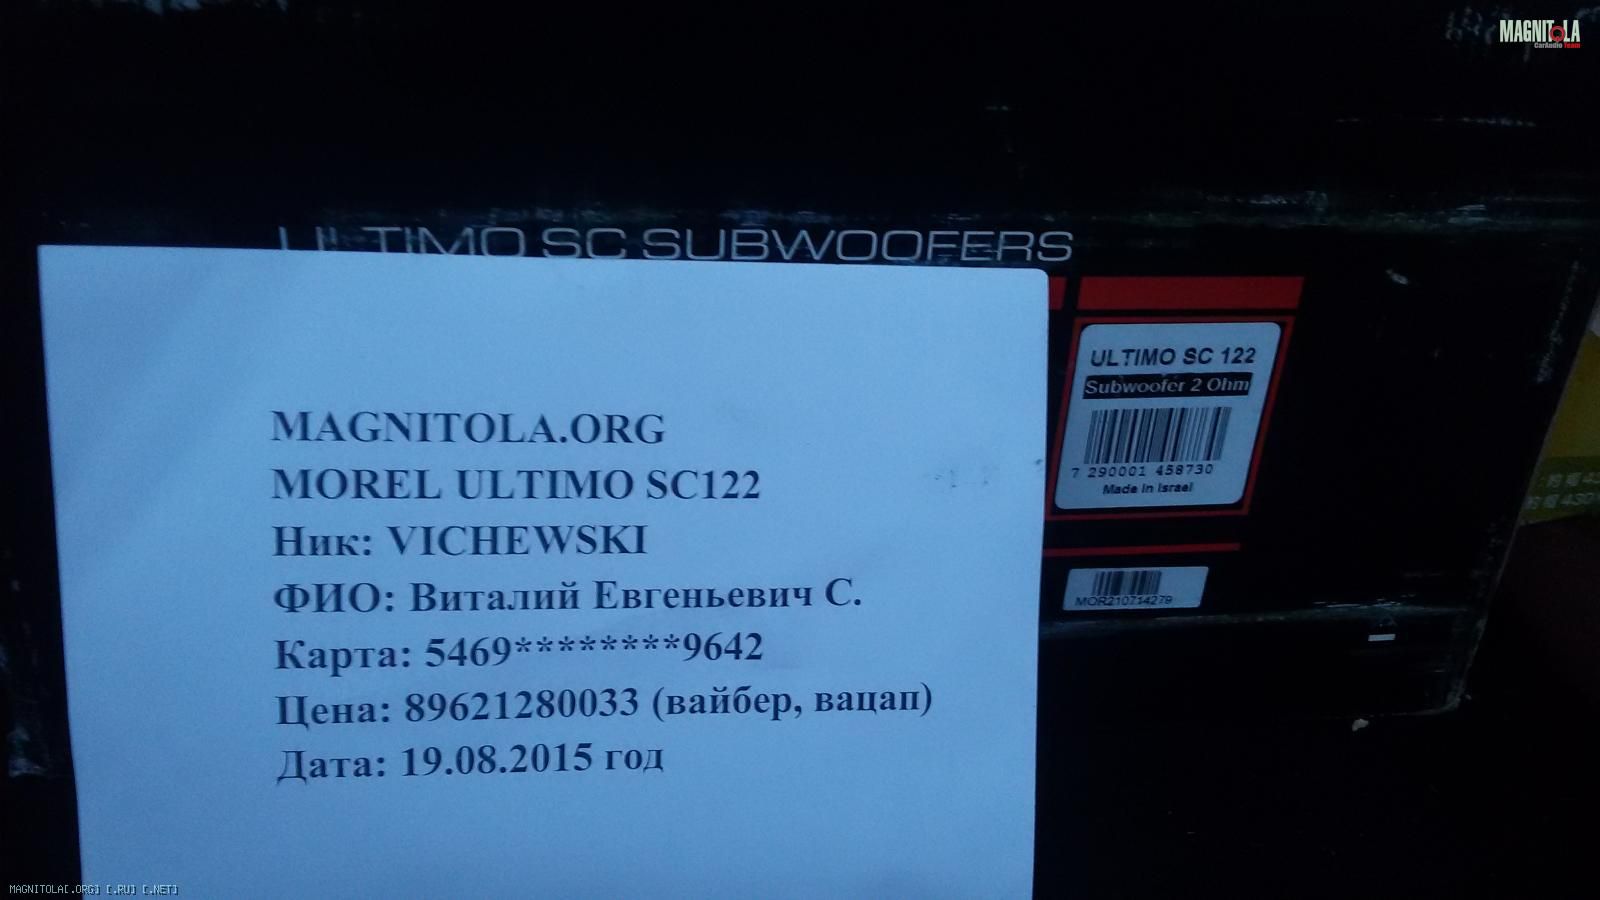 MAGNITOLA
CarAudio Team
ULTIMO SC SUBWOOFERS
MAGNITOLA.ORG
MOREL ULTIMO SC122
Ник: VICHEWSKI
ФИО: Виталий Евгеньевич С.
Карта: 5469********9642
Цена: 89621280033 (вайбер, вацап)
Дата: 19.08.2015 год
ULTIMO SC 122
Subwoofer 2 Ohm
7 290001 458730
Made in Israel
MOR210714279
MAGNITOLA[.ORG] [.RU] [.NET]